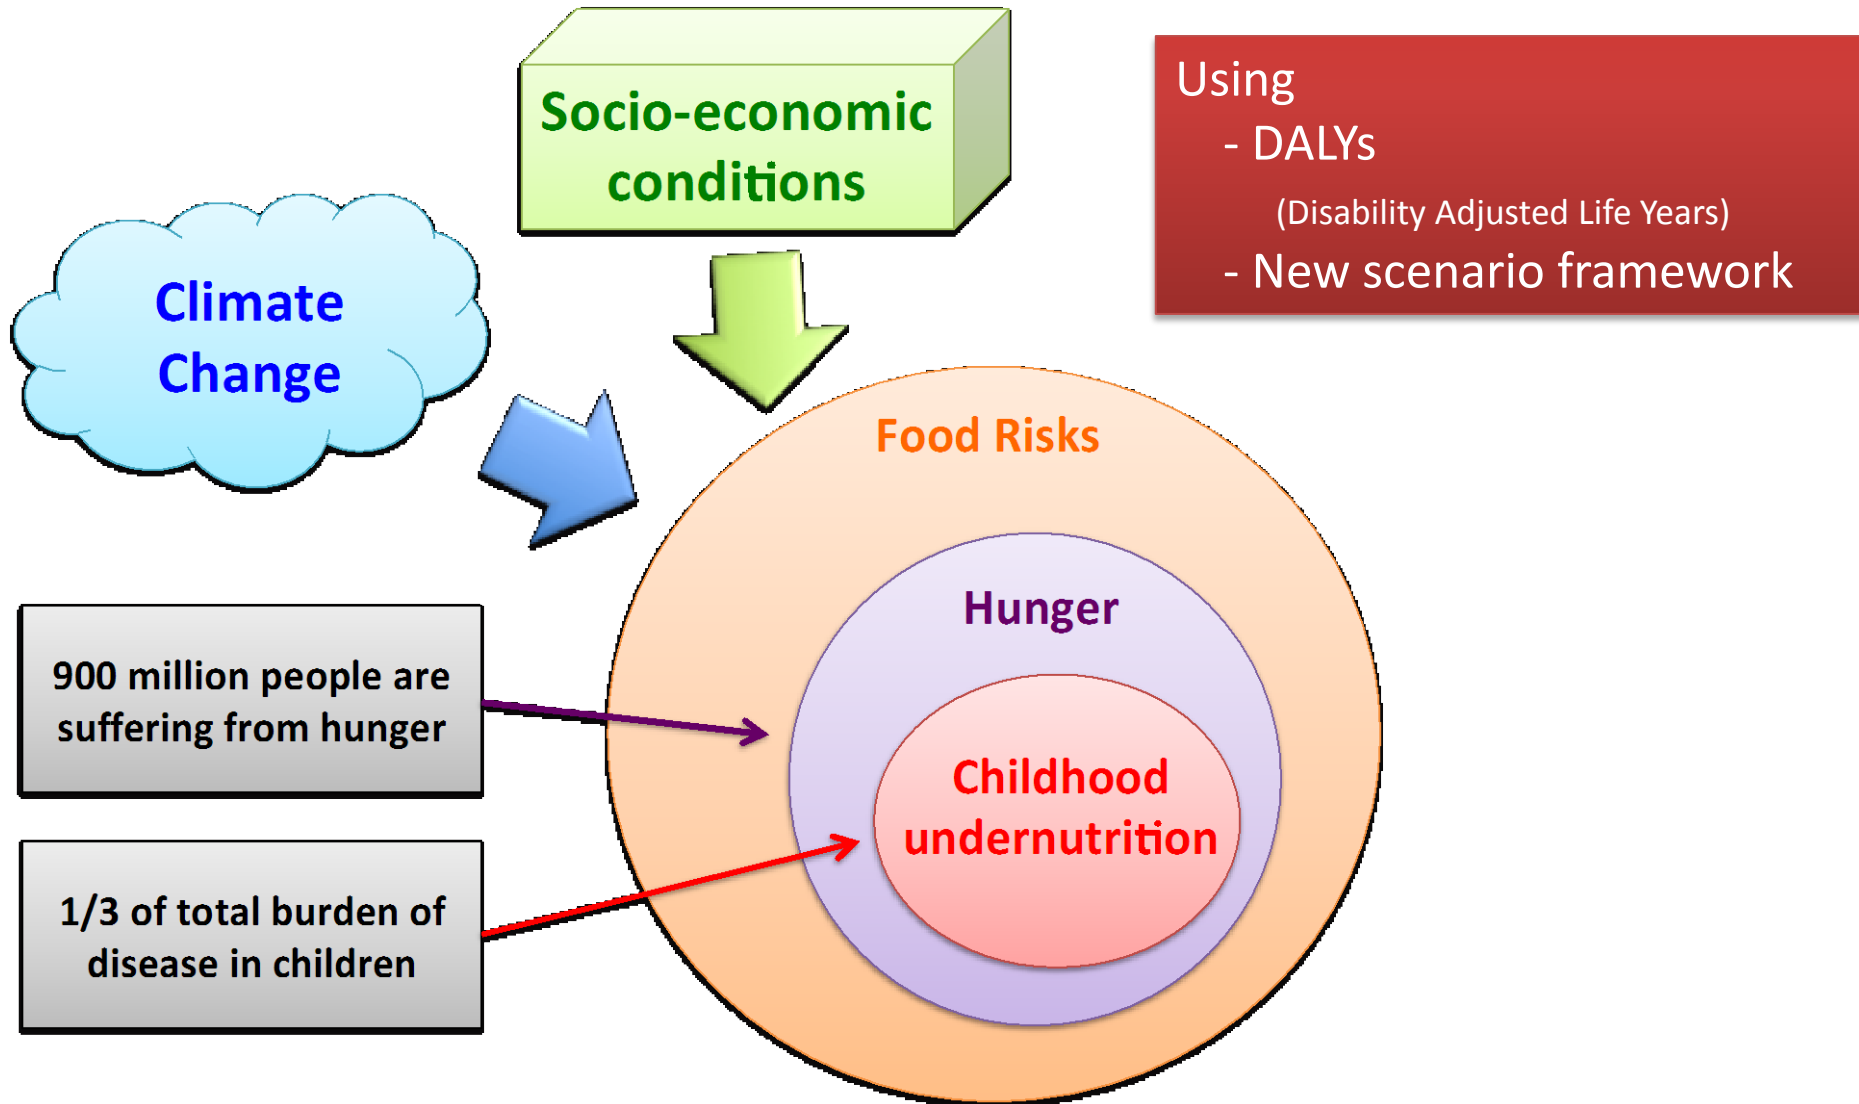 Socio-economic
conditions
Using
- DALYs
(Disability Adjusted Life Years)
- New scenario framework
Climate
Change
Food Risks
Hunger
900 million people are
suffering from hunger
Childhood
undernutrition
1/3 of total burden of
disease in children